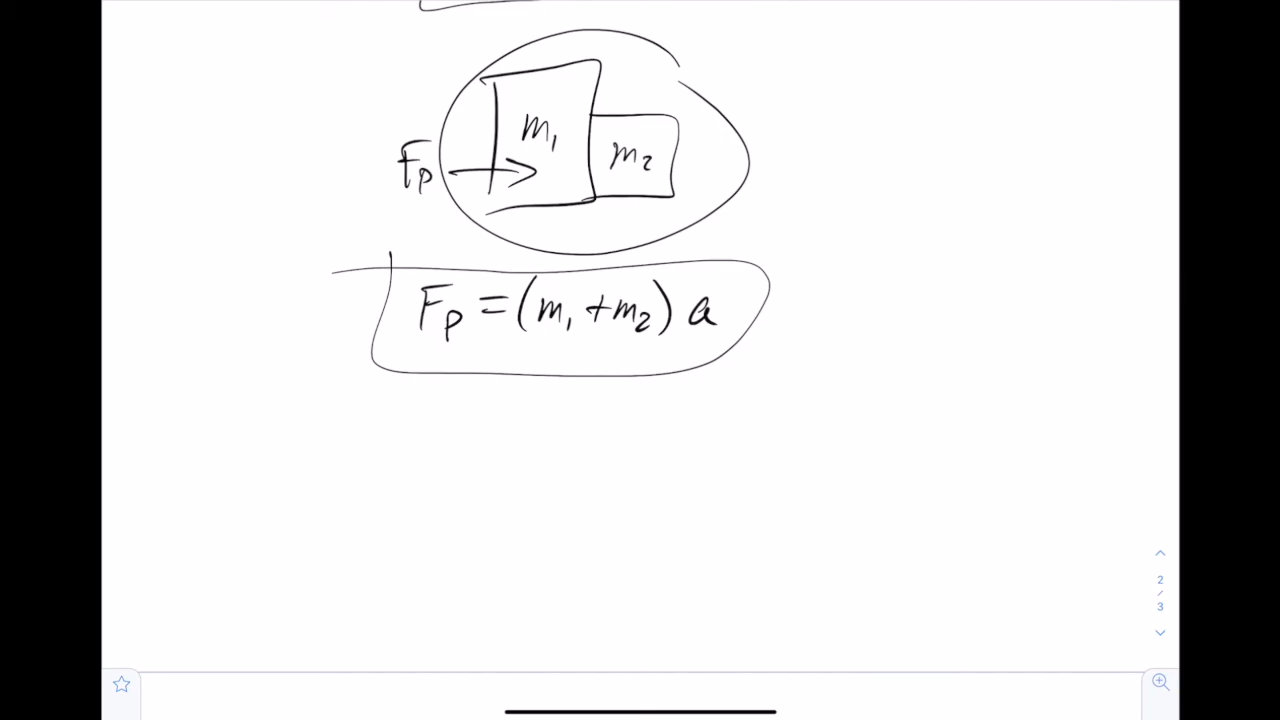 m₁
m₂
Fₚ
Fₚ = (m₁ + m₂) a
2
/
3